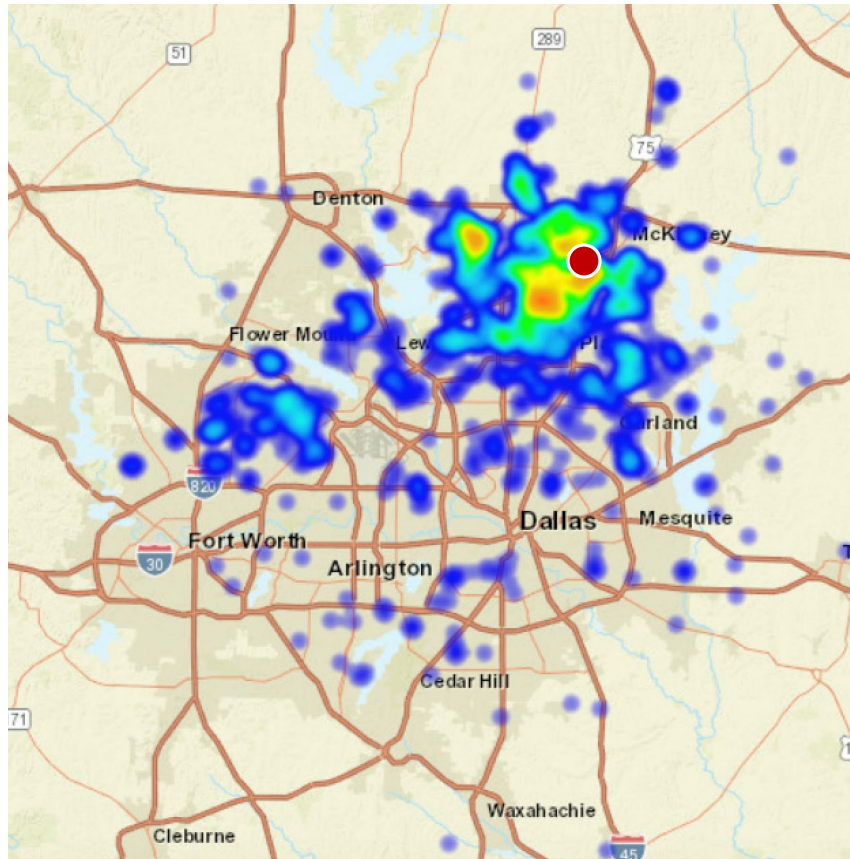 289
51
75
Denton
McKinney
Flower Mound
Lew
Pl
Garland
820
Dallas
Mesquite
Fort Worth
30
Arlington
Cedar Hill
71
Waxahachie
Cleburne
45